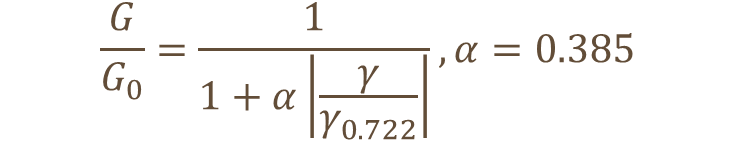 G/G₀ = 1/(1 + α |γ/γ₀.₇₂₂|) , α = 0.385